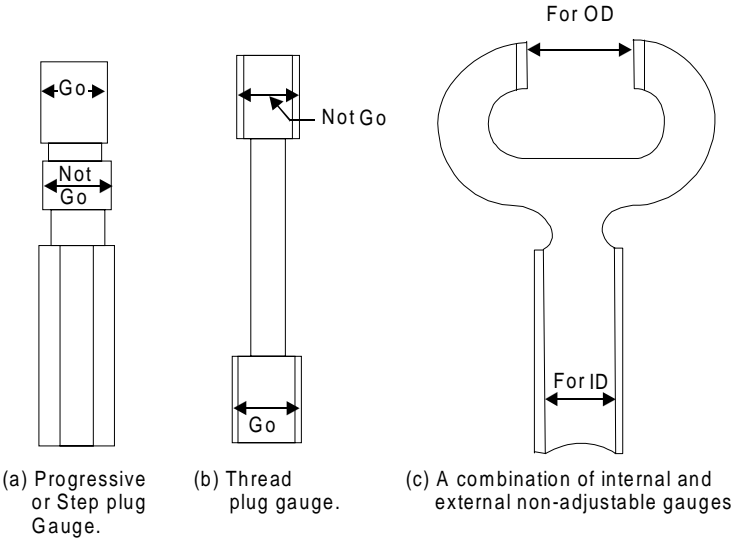 For OD
Go
Not
Go
Not Go
Go
For ID
(a) Progressive
or Step plug
Gauge.
(b) Thread
plug gauge.
(c) A combination of internal and
external non-adjustable gauges